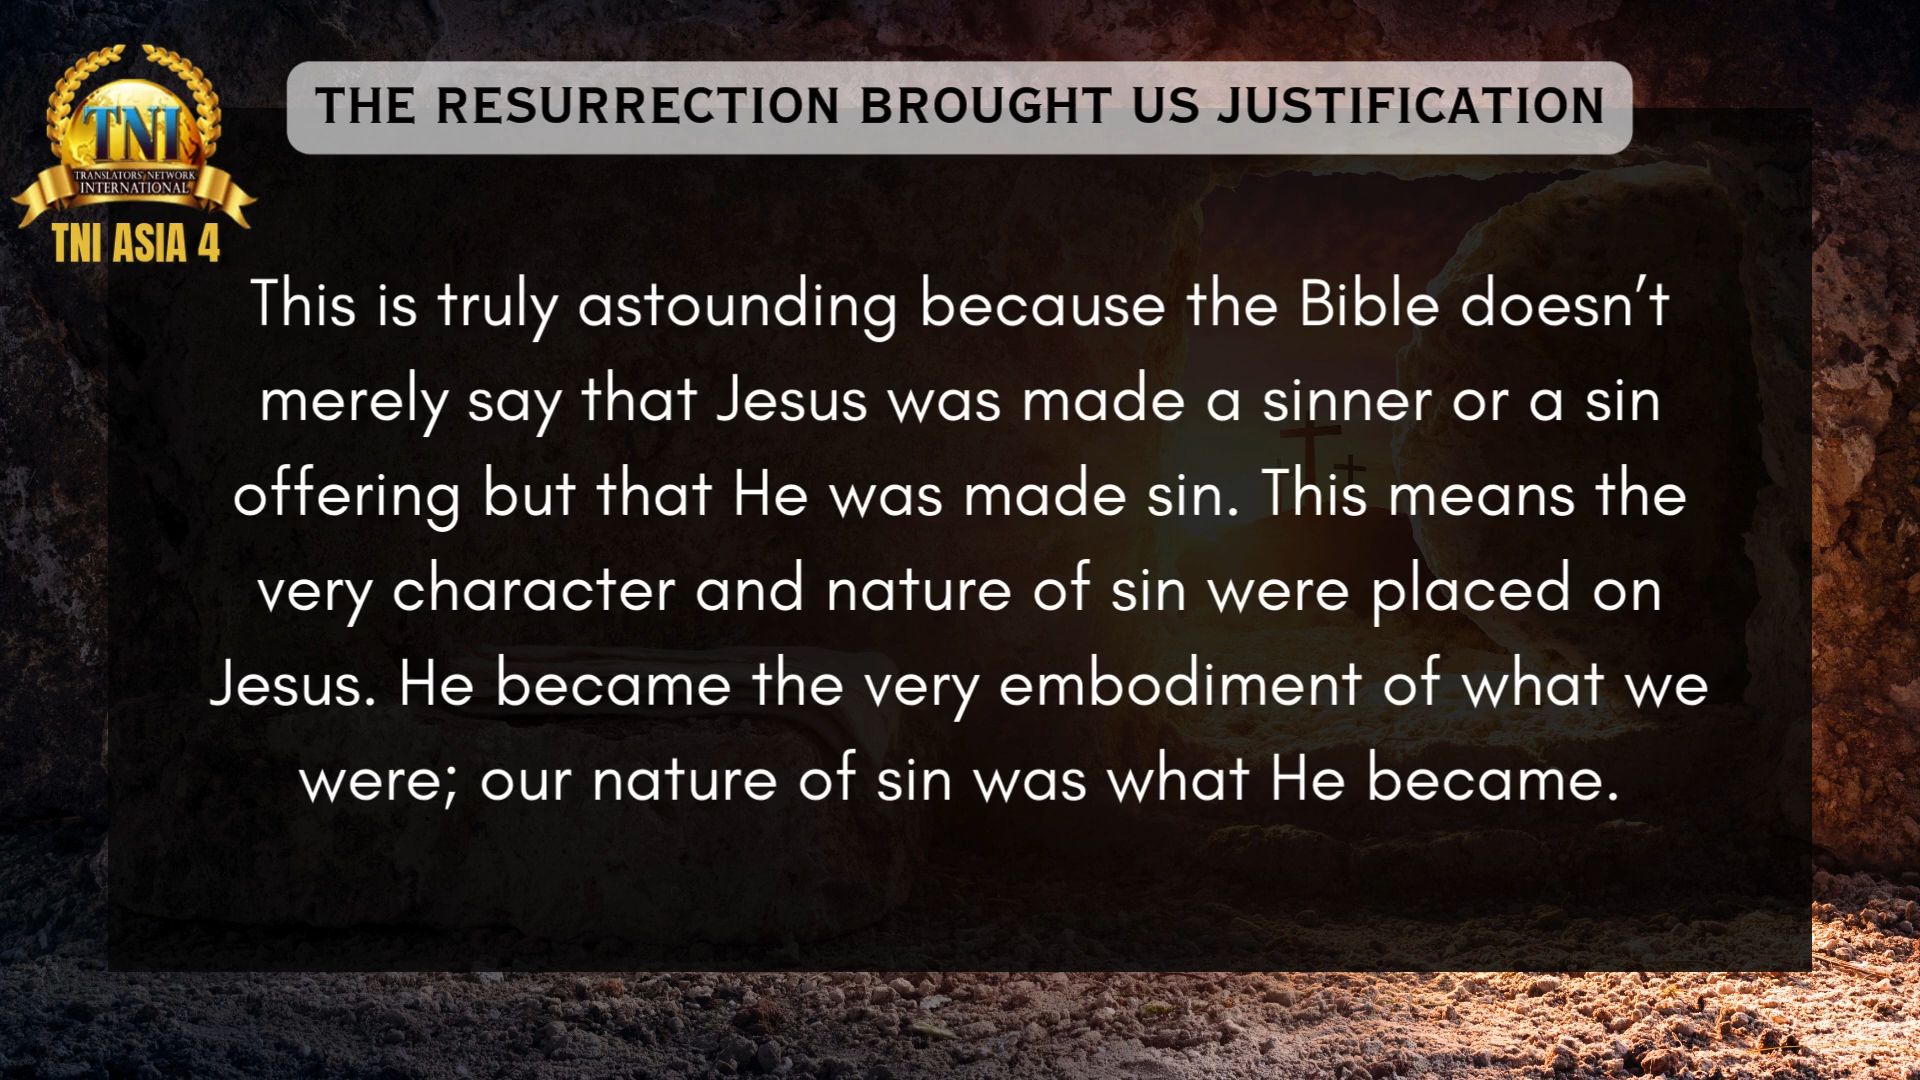 THE RESURRECTION BROUGHT US JUSTIFICATION
TNI
TRANSLATORS' NETWORK
INTERNATIONAL
TNI ASIA 4
This is truly astounding because the Bible doesn’t
merely say that Jesus was made a sinner or a sin
offering but that He was made sin. This means the
very character and nature of sin were placed on
Jesus. He became the very embodiment of what we
were; our nature of sin was what He became.